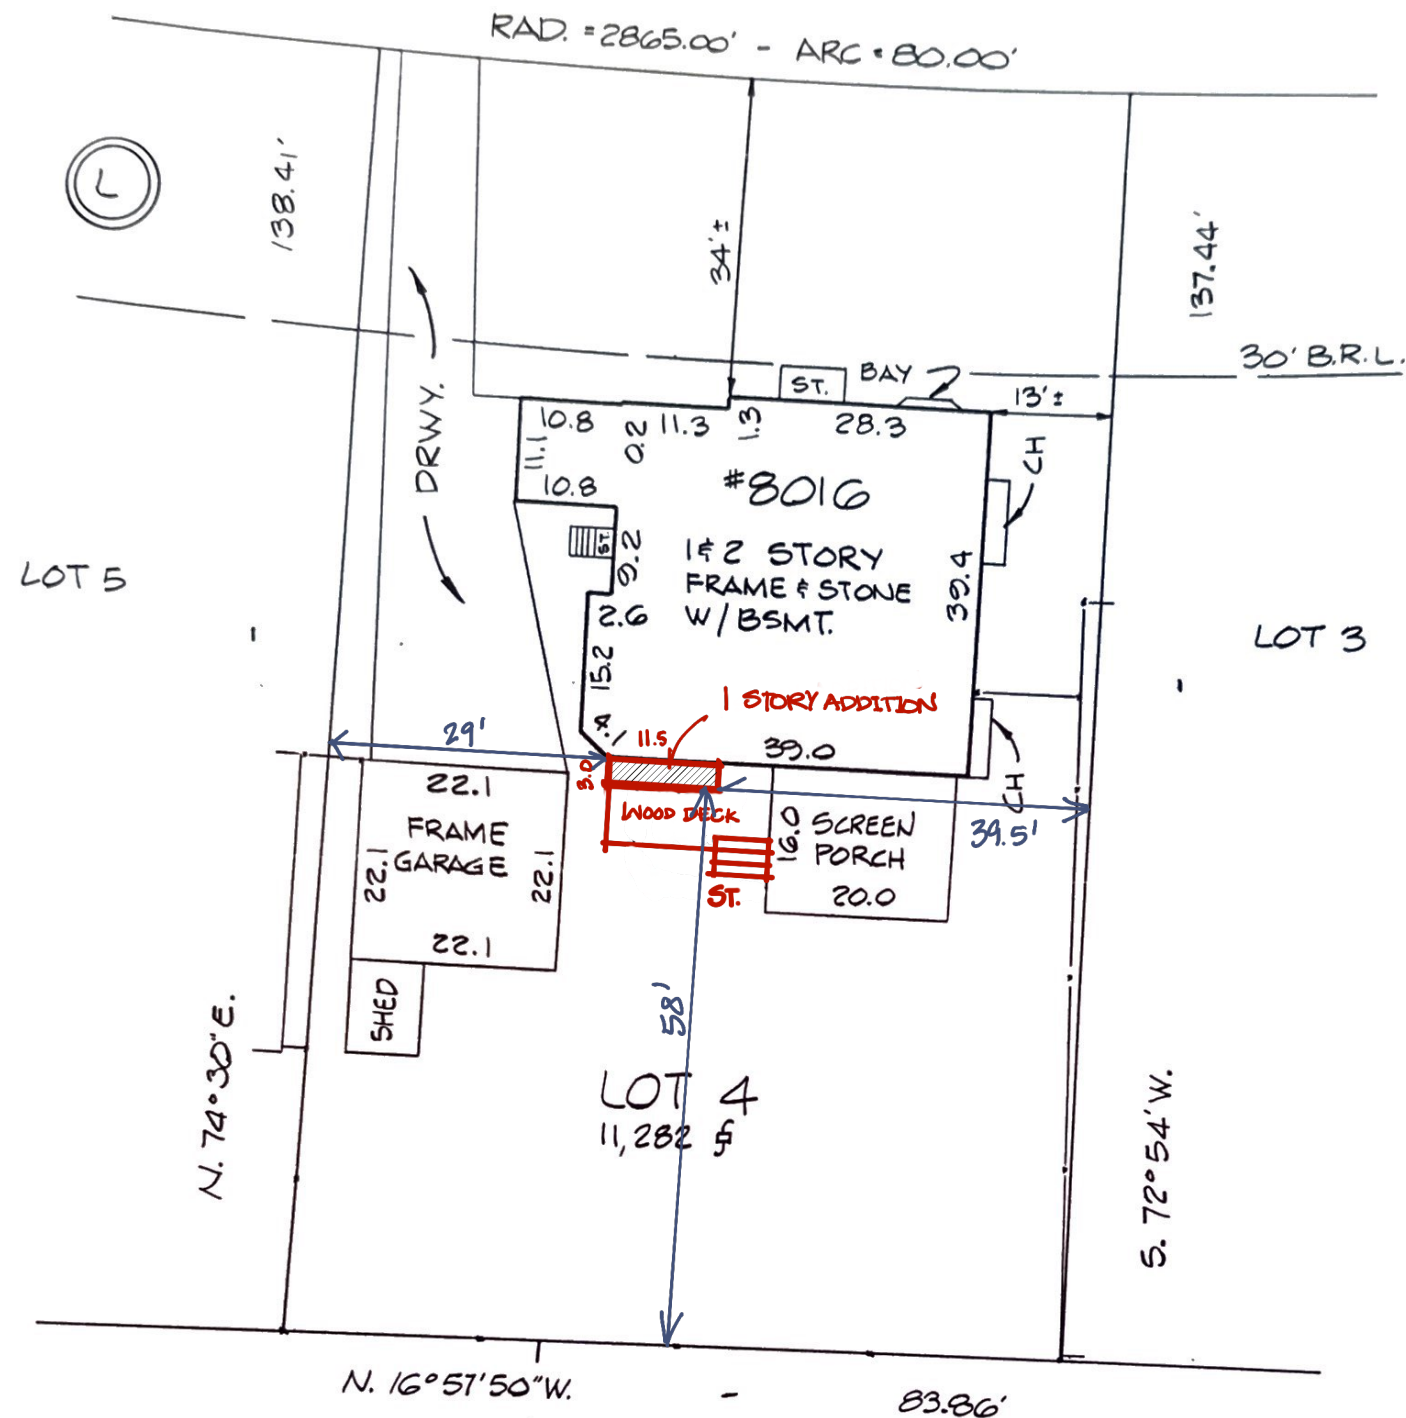 RAD. = 2865.00' - ARC = 80.00'
L
138.41'
34'±
137.44'
30' B.R.L.
ST.
BAY
13'±
10.8
0.2
11.3
1.3
28.3
11.1
10.8
CH
DRWY.
#8016
ST.
9.2
1 & 2 STORY
FRAME & STONE
W/BSMT.
39.4
2.6
15.2
LOT 5
LOT 3
1 STORY ADDITION
4.1
11.5
39.0
29'
3.0
CH
22.1
FRAME
GARAGE
22.1
22.1
22.1
WOOD DECK
16.0
SCREEN
PORCH
20.0
39.5'
ST.
SHED
58'
N. 74° 30" E.
LOT 4
11,282 SF
S. 72° 54' W.
N. 16° 57' 50" W. - 83.86'